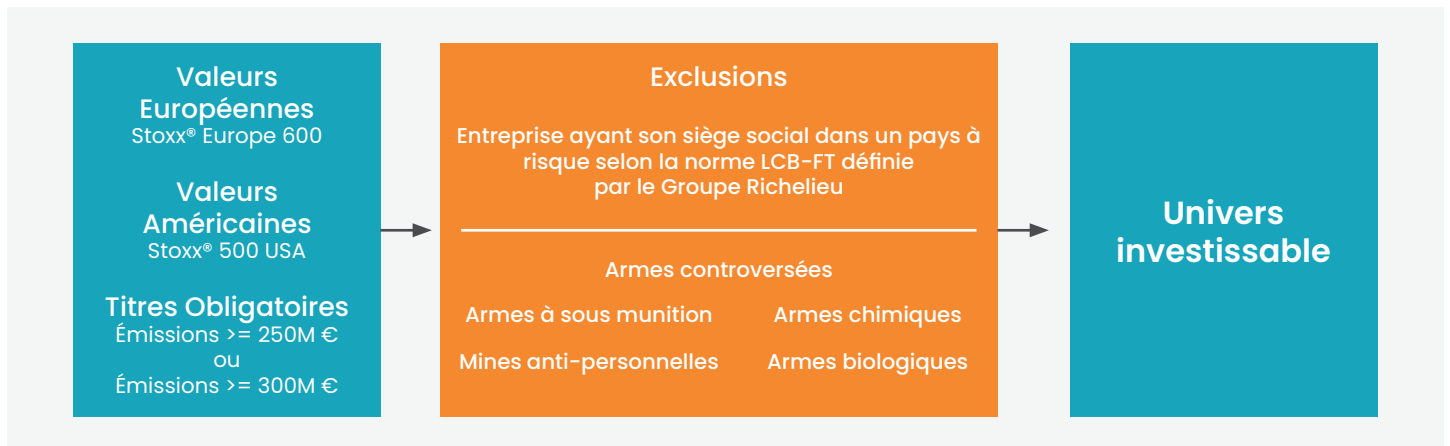 Valeurs
Européennes
Stoxx® Europe 600
Valeurs
Américaines
Stoxx® 500 USA
Titres Obligatoires
Émissions >= 250M €
ou
Émissions >= 300M €
Exclusions
Entreprise ayant son siège social dans un pays à
risque selon la norme LCB-FT définie
par le Groupe Richelieu
Armes controversées
Armes à sous munition
Armes chimiques
Mines anti-personnelles
Armes biologiques
Univers
investissable